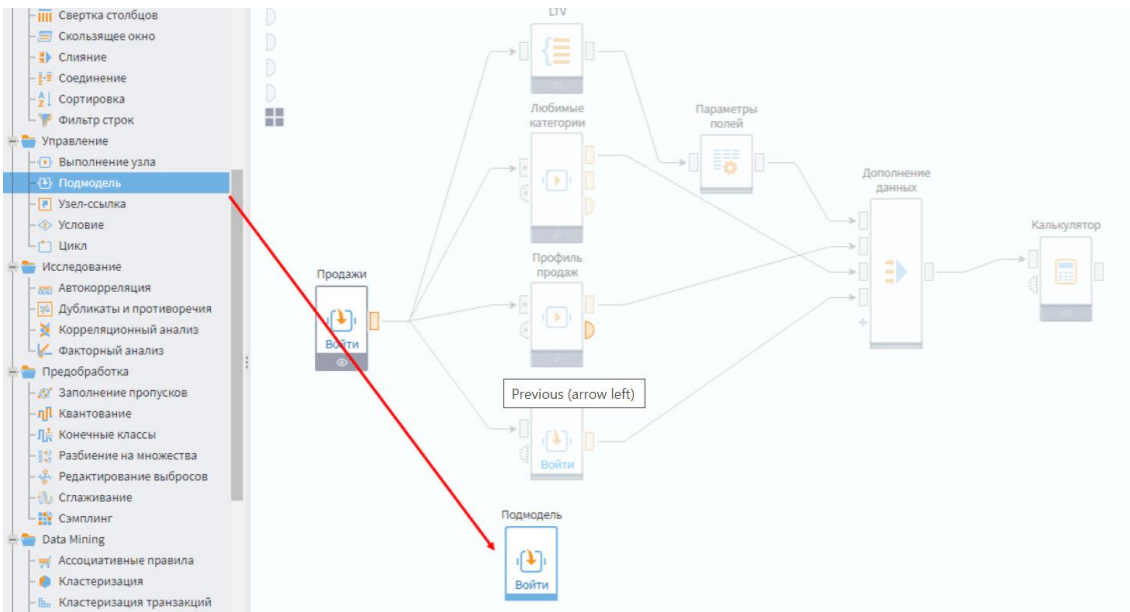 Свертка столбцов
Скользящее окно
Слияние
Соединение
Сортировка
Фильтр строк
Управление
Выполнение узла
Подмодель
Узел-ссылка
Условие
Цикл
Исследование
Автокорреляция
Дубликаты и противоречия
Корреляционный анализ
Факторный анализ
Предобработка
Заполнение пропусков
Квантование
Конечные классы
Разбиение на множества
Редактирование выбросов
Сглаживание
Сэмплинг
Data Mining
Ассоциативные правила
Кластеризация
Кластеризация транзакций
LTV
Любимые
категории
Параметры
полей
Дополнение
данных
Калькулятор
Продажи
Войти
Профиль
продаж
Previous (arrow left)
Войти
Подмодель
Войти